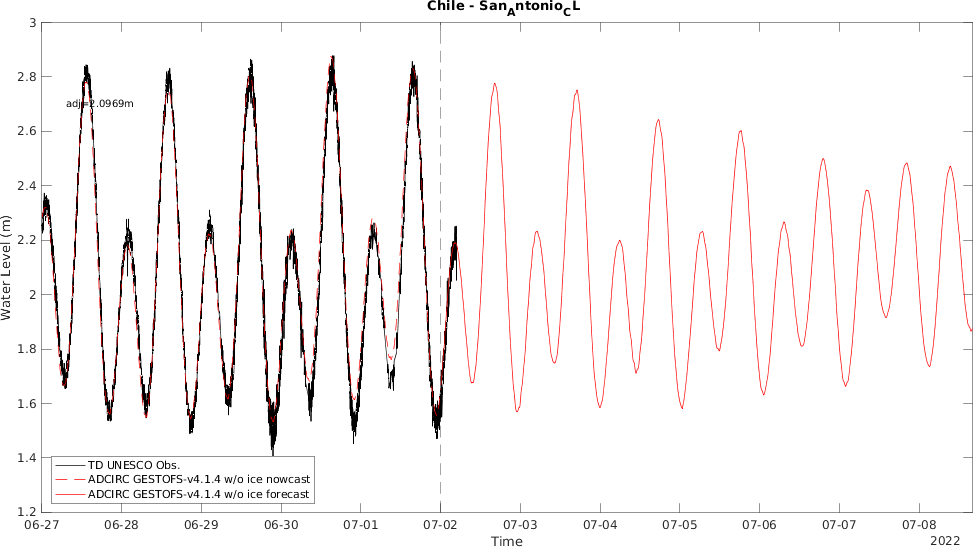 Chile - SanAntonioCL
3
2.8
2.6
2.4
2.2
2
1.8
1.6
1.4
1.2
Water Level (m)
adj=2.0969m
TD UNESCO Obs.
ADCIRC GESTOFS-v4.1.4 w/o ice nowcast
ADCIRC GESTOFS-v4.1.4 w/o ice forecast
06-27 06-28 06-29 06-30 07-01 07-02 07-03 07-04 07-05 07-06 07-07 07-08
Time
2022